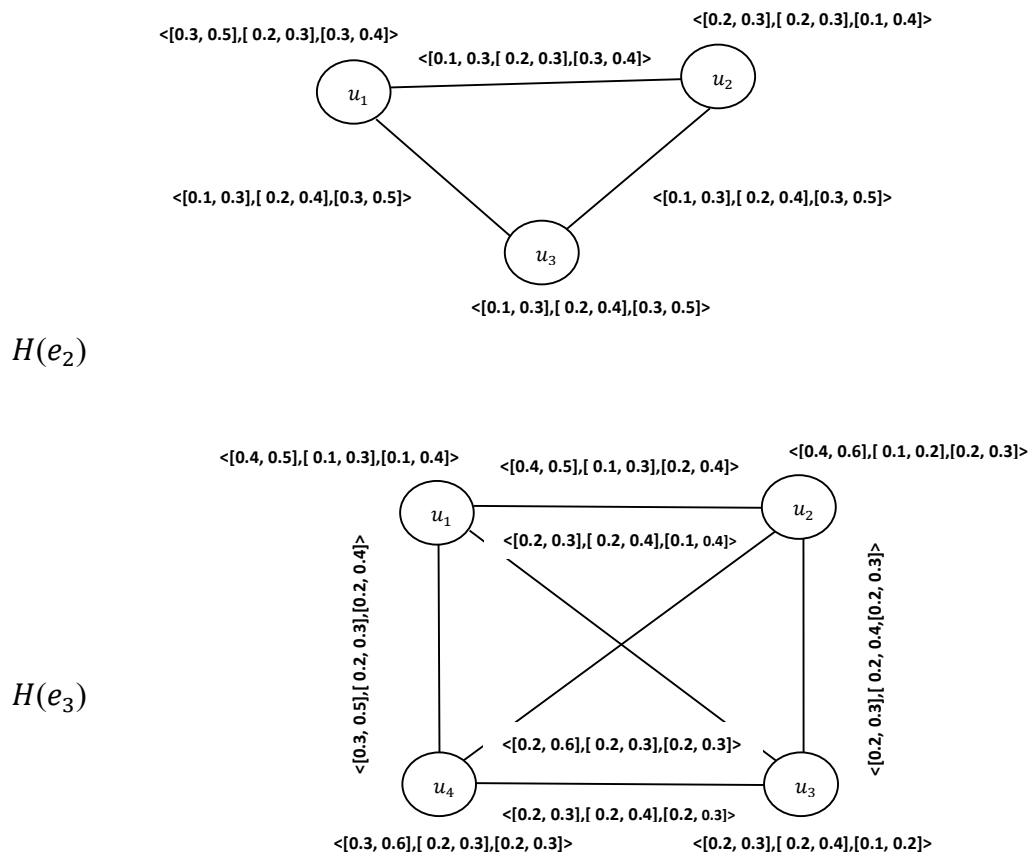 <[0.2, 0.3],[ 0.2, 0.3],[0.1, 0.4]>
<[0.3, 0.5],[ 0.2, 0.3],[0.3, 0.4]>
<[0.1, 0.3,[ 0.2, 0.3],[0.3, 0.4]>
u₁
u₂
<[0.1, 0.3],[ 0.2, 0.4],[0.3, 0.5]>
<[0.1, 0.3],[ 0.2, 0.4],[0.3, 0.5]>
u₃
<[0.1, 0.3],[ 0.2, 0.4],[0.3, 0.5]>
H(e₂)
<[0.4, 0.5],[ 0.1, 0.3],[0.1, 0.4]>
<[0.4, 0.5],[ 0.1, 0.3],[0.2, 0.4]>
<[0.4, 0.6],[ 0.1, 0.2],[0.2, 0.3]>
u₁
u₂
<[0.2, 0.3],[ 0.2, 0.4],[0.1, 0.4]>
<[0.3, 0.5],[ 0.2, 0.3],[0.2, 0.4]>
<[0.2, 0.3],[ 0.2, 0.4,[0.2, 0.3]>
H(e₃)
<[0.2, 0.6],[ 0.2, 0.3],[0.2, 0.3]>
u₄
u₃
<[0.2, 0.3],[ 0.2, 0.4],[0.2, 0.3]>
<[0.3, 0.6],[ 0.2, 0.3],[0.2, 0.3]>
<[0.2, 0.3],[ 0.2, 0.4],[0.1, 0.2]>